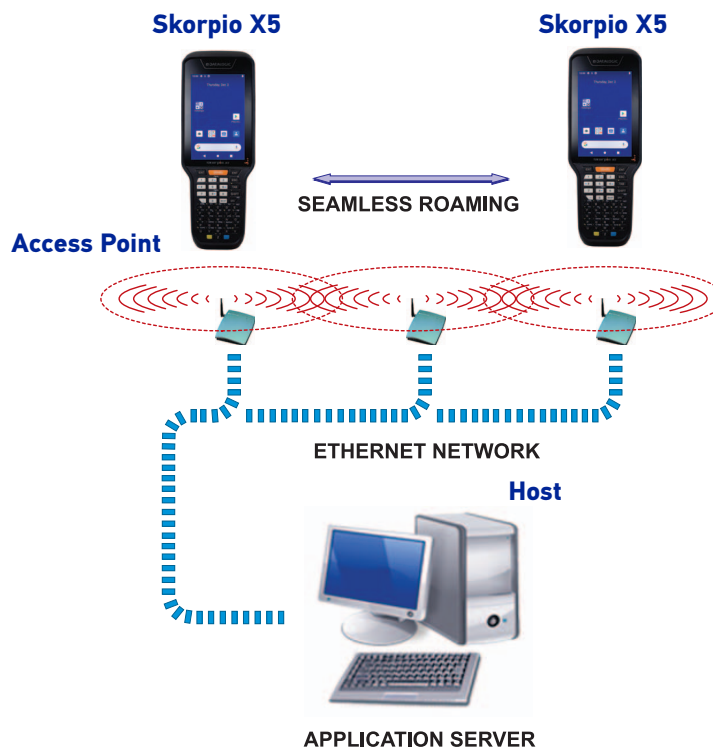 Skorpio X5
Skorpio X5
SEAMLESS ROAMING
Access Point
ETHERNET NETWORK
Host
APPLICATION SERVER